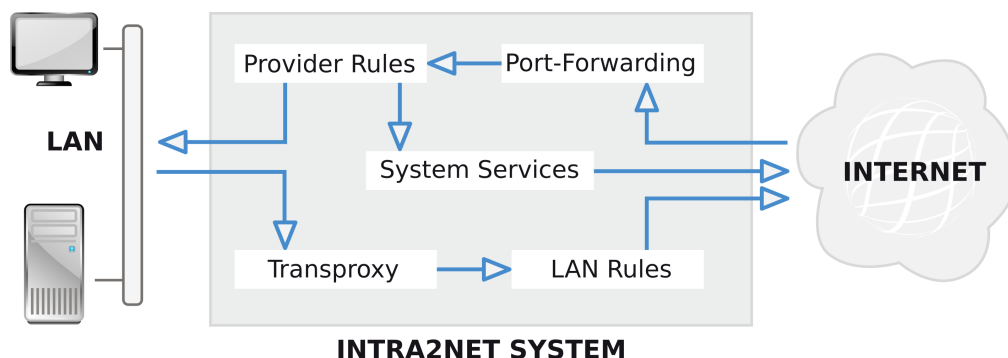 Provider Rules
Port-Forwarding
LAN
System Services
INTERNET
Transproxy
LAN Rules
INTRA2NET SYSTEM